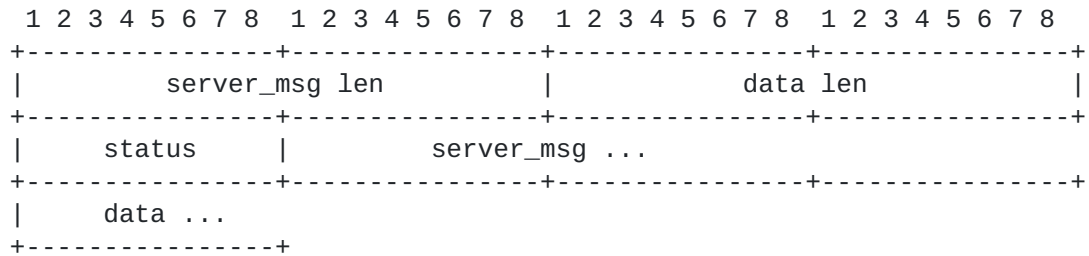 1 2 3 4 5 6 7 8 1 2 3 4 5 6 7 8 1 2 3 4 5 6 7 8 1 2 3 4 5 6 7 8
+----------------+----------------+----------------+----------------+
| server_msg len | data len |
+----------------+----------------+----------------+----------------+
| status | server_msg ...
+----------------+----------------+----------------+----------------+
| data ...
+----------------+